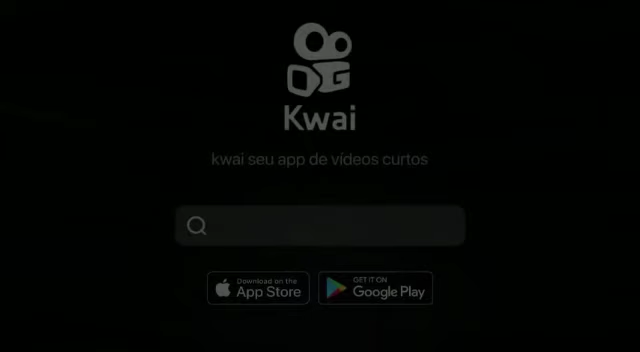 Kwai
kwai seu app de vídeos curtos
Download on the
App Store
GET IT ON
Google Play